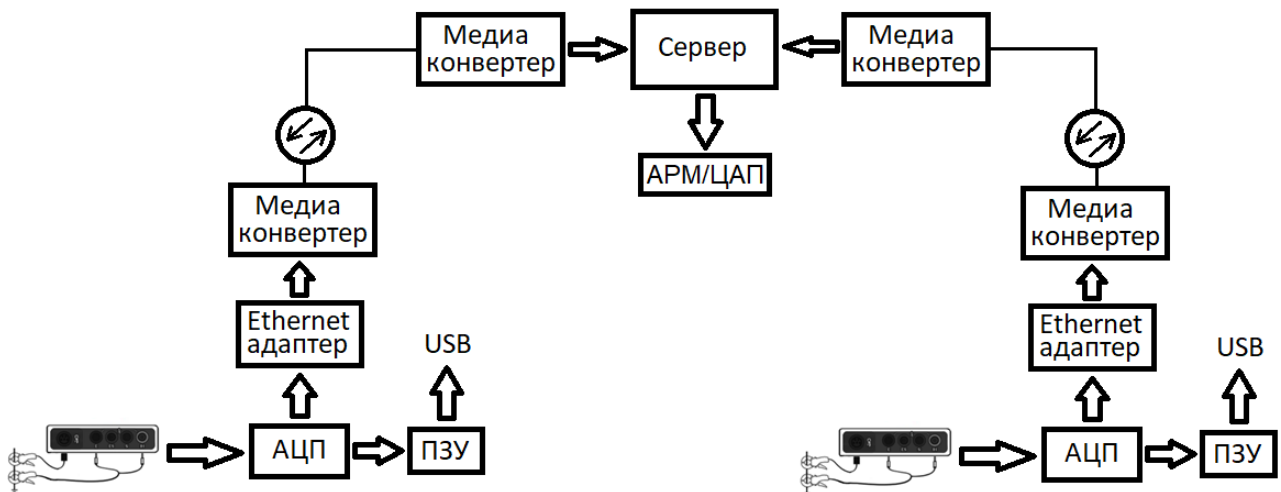 Медиа
конвертер
Сервер
Медиа
конвертер
АРМ/ЦАП
Медиа
конвертер
Медиа
конвертер
Ethernet
адаптер
USB
Ethernet
адаптер
USB
АЦП
ПЗУ
АЦП
ПЗУ